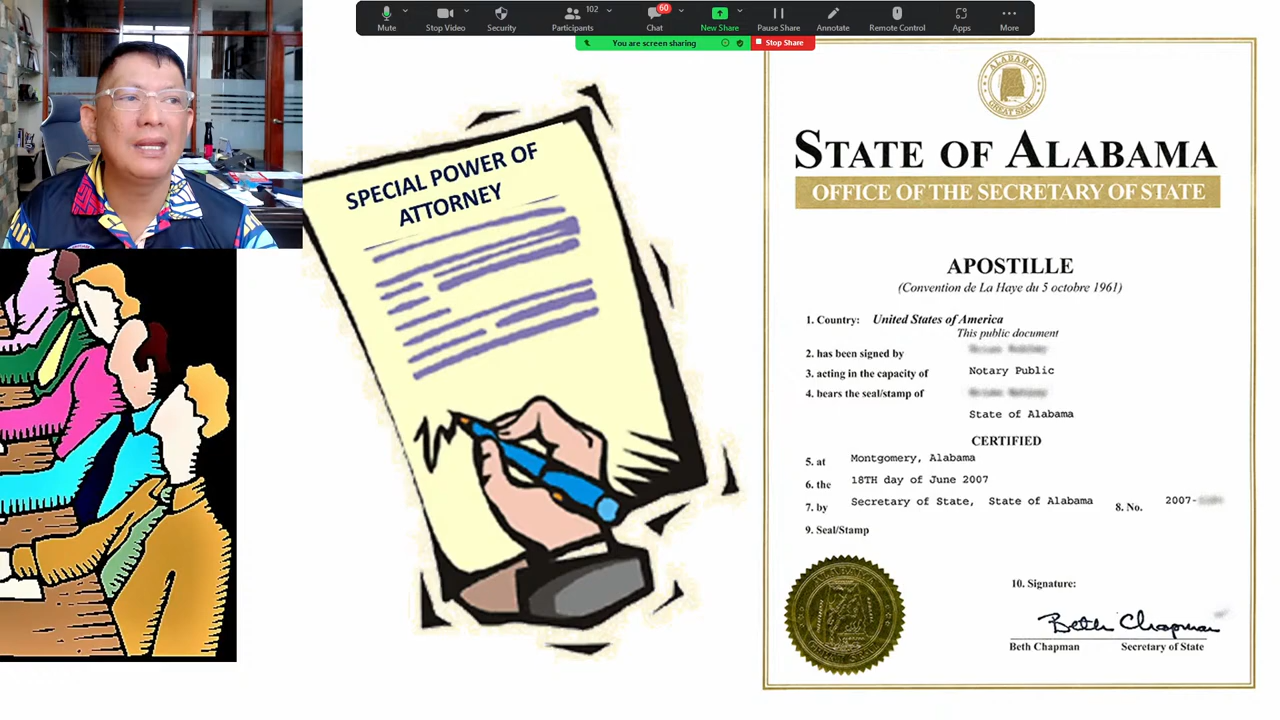 Mute
Stop Video
Security
102
Participants
60
Chat
New Share
Pause Share
Annotate
Remote Control
Apps
More
You are screen sharing
Stop Share
SPECIAL POWER OF
ATTORNEY
ALABAMA
GREAT SEAL
STATE OF ALABAMA
OFFICE OF THE SECRETARY OF STATE
APOSTILLE
(Convention de La Haye du 5 octobre 1961)
1. Country: United States of America
This public document
2. has been signed by
3. acting in the capacity of Notary Public
4. bears the seal/stamp of
State of Alabama
CERTIFIED
5. at Montgomery, Alabama
6. the 18TH day of June 2007
7. by Secretary of State, State of Alabama 8. No. 2007-
9. Seal/Stamp
10. Signature:
Beth Chapman
Beth Chapman Secretary of State